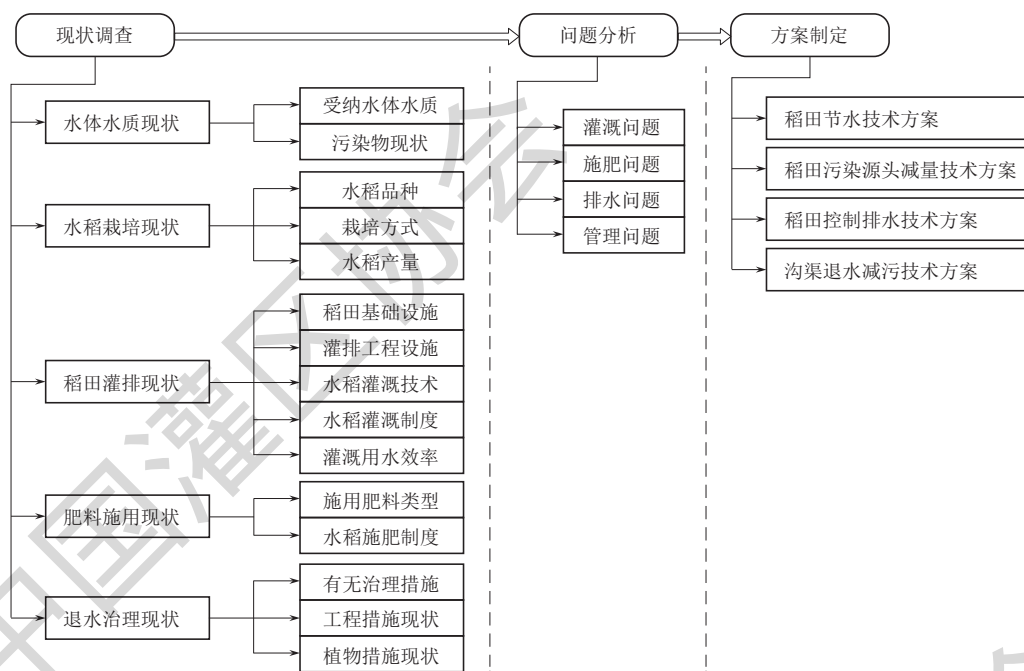 现状调查
问题分析
方案制定
水体水质现状
受纳水体水质
污染物现状
水稻栽培现状
水稻品种
栽培方式
水稻产量
稻田灌排现状
稻田基础设施
灌排工程设施
水稻灌溉技术
水稻灌溉制度
灌溉用水效率
肥料施用现状
施用肥料类型
水稻施肥制度
退水治理现状
有无治理措施
工程措施现状
植物措施现状
灌溉问题
施肥问题
排水问题
管理问题
稻田节水技术方案
稻田污染源头减量技术方案
稻田控制排水技术方案
沟渠退水减污技术方案
中国灌区协会